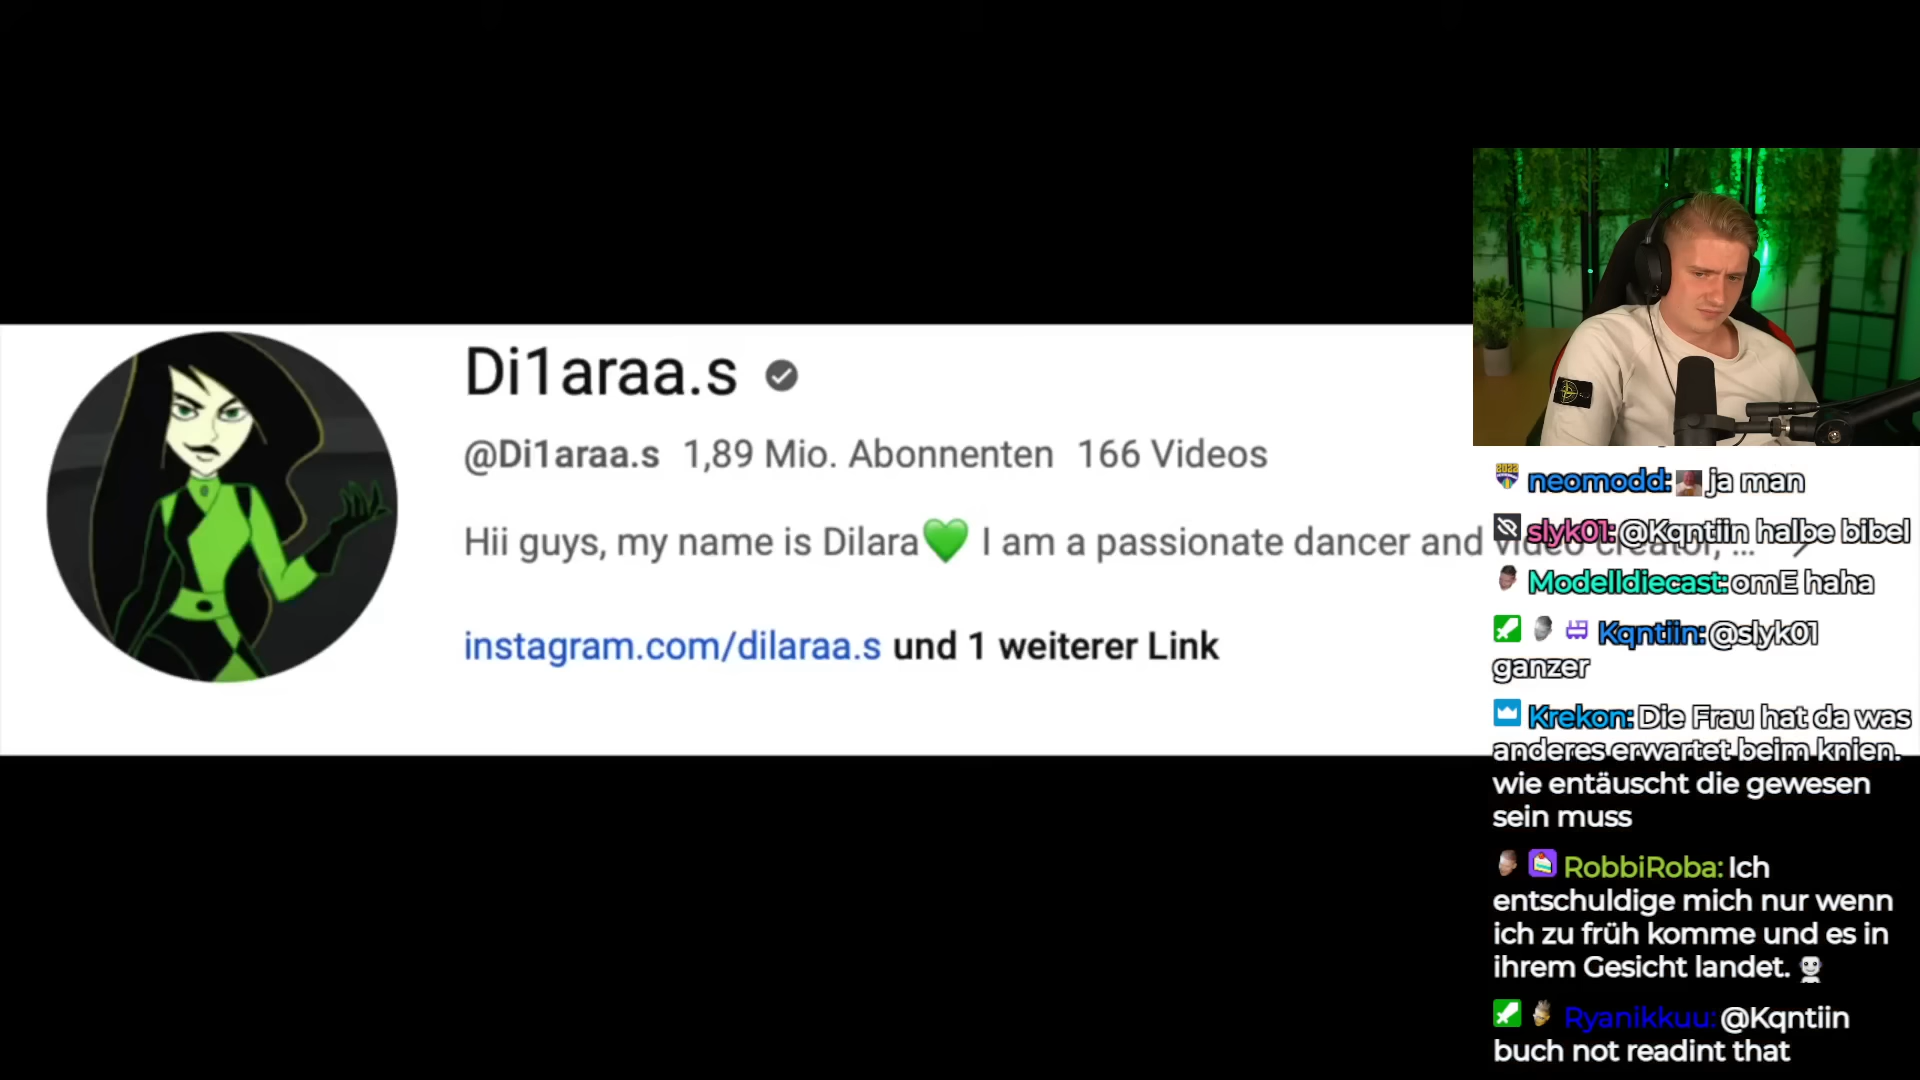 Di1araa.s
@Di1araa.s 1,89 Mio. Abonnenten 166 Videos
Hii guys, my name is Dilara💚 I am a passionate dancer and video creator, ...
instagram.com/dilaraa.s und 1 weiterer Link
neomodd: ja man
slyk01: @Kqntiin halbe bibel
Modelldiecast: omE haha
Kqntiin: @slyk01
ganzer
Krekon: Die Frau hat da was
anderes erwartet beim knien.
wie entäuscht die gewesen
sein muss
RobbiRoba: Ich
entschuldige mich nur wenn
ich zu früh komme und es in
ihrem Gesicht landet.
Ryanikkuu: @Kqntiin
buch not readint that